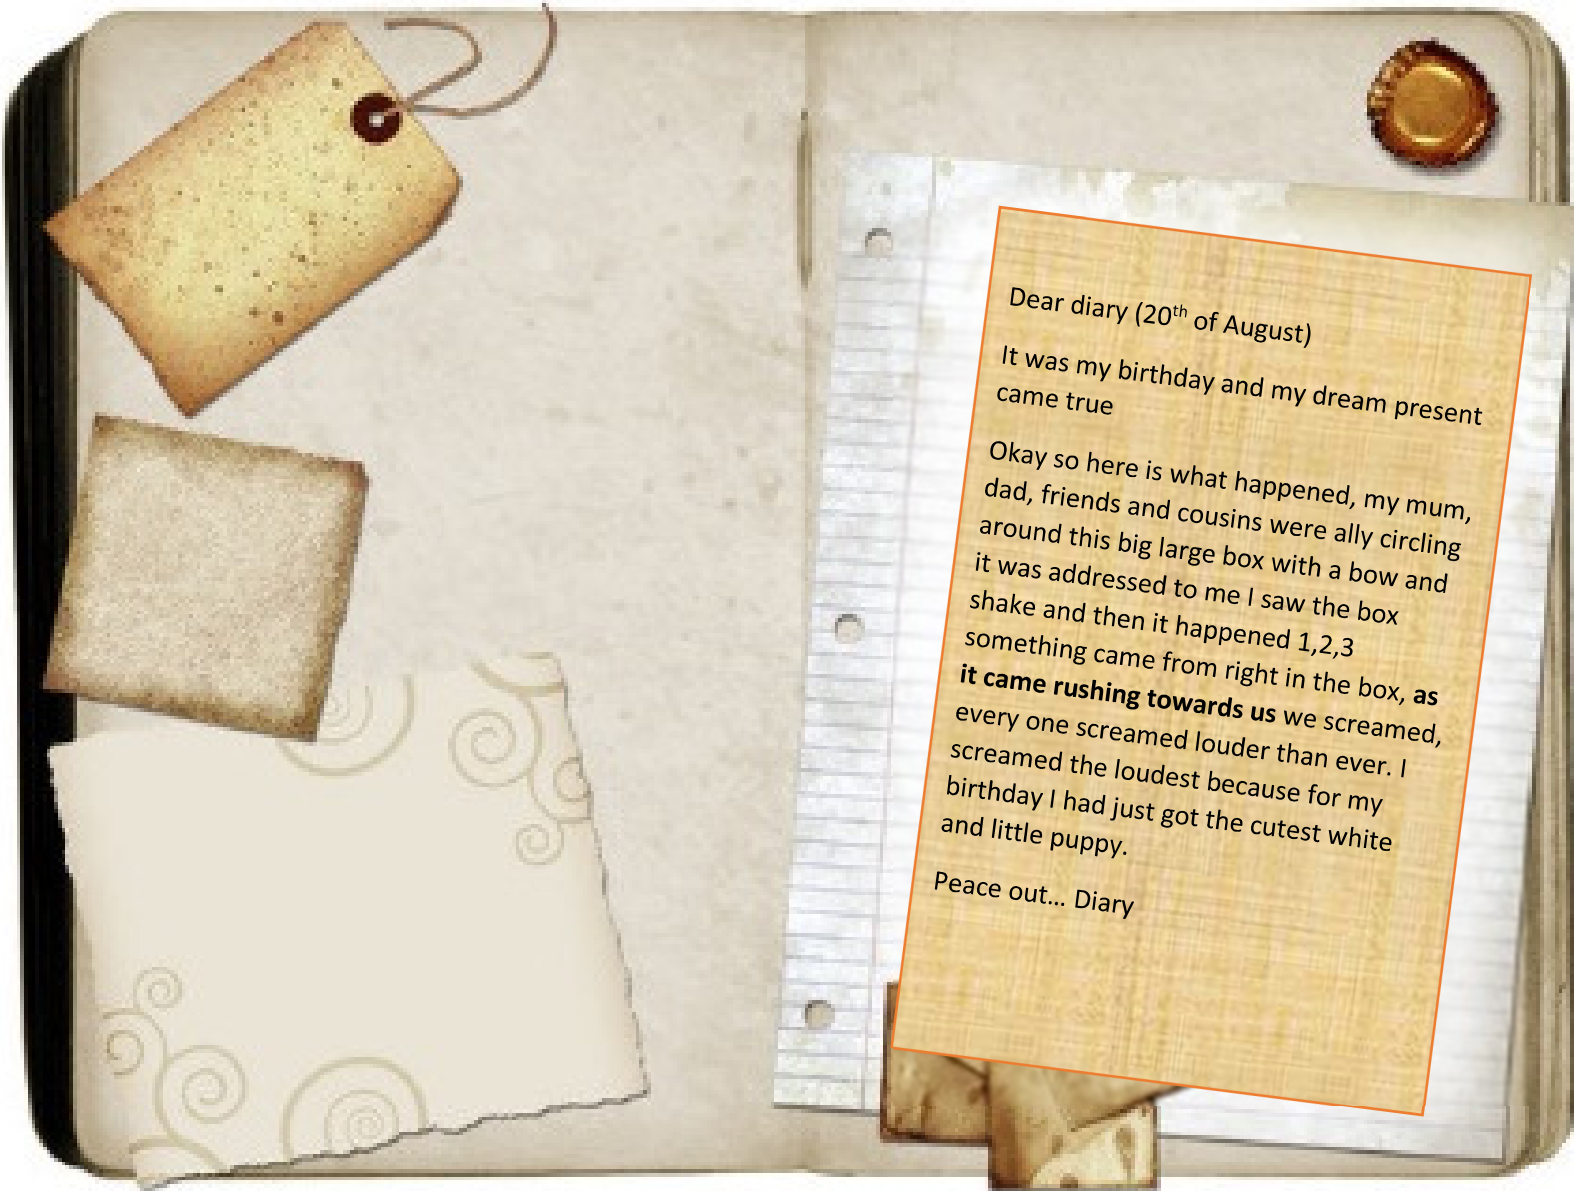 Dear diary (20th of August)
It was my birthday and my dream present
came true
Okay so here is what happened, my mum,
dad, friends and cousins were ally circling
around this big large box with a bow and
it was addressed to me I saw the box
shake and then it happened 1,2,3
something came from right in the box, as
it came rushing towards us we screamed,
every one screamed louder than ever. I
screamed the loudest because for my
birthday I had just got the cutest white
and little puppy.
Peace out... Diary